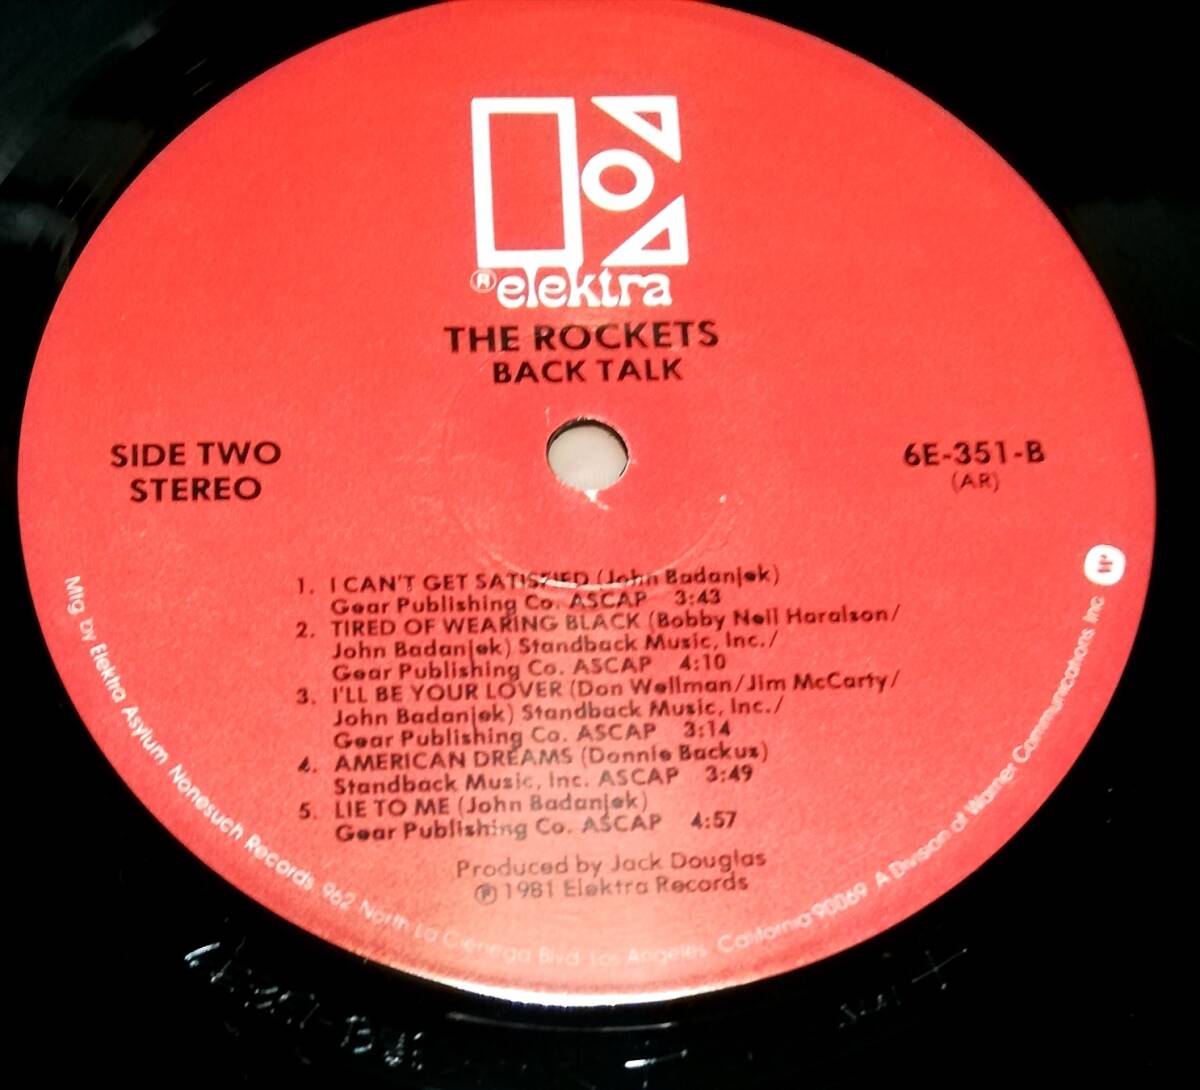 ® elektra
THE ROCKETS
BACK TALK
SIDE TWO
STEREO
6E-351-B
(AR)
1. I CAN'T GET SATISFIED (John Badanjek)
Gear Publishing Co. ASCAP 3:43
2. TIRED OF WEARING BLACK (Bobby Neil Haralson/
John Badanjek) Standback Music, Inc./
Gear Publishing Co. ASCAP 4:10
3. I'LL BE YOUR LOVER (Don Wellman/Jim McCarty/
John Badanjek) Standback Music, Inc./
Gear Publishing Co. ASCAP 3:14
4. AMERICAN DREAMS (Donnie Backus)
Standback Music, Inc. ASCAP 3:49
5. LIE TO ME (John Badanjek)
Gear Publishing Co. ASCAP 4:57
Produced by Jack Douglas
℗ 1981 Elektra Records
Mfg. by Elektra Asylum Nonesuch Records, 962 North La Cienega Blvd. Los Angeles, California 90069 A Division of Warner Communications Inc